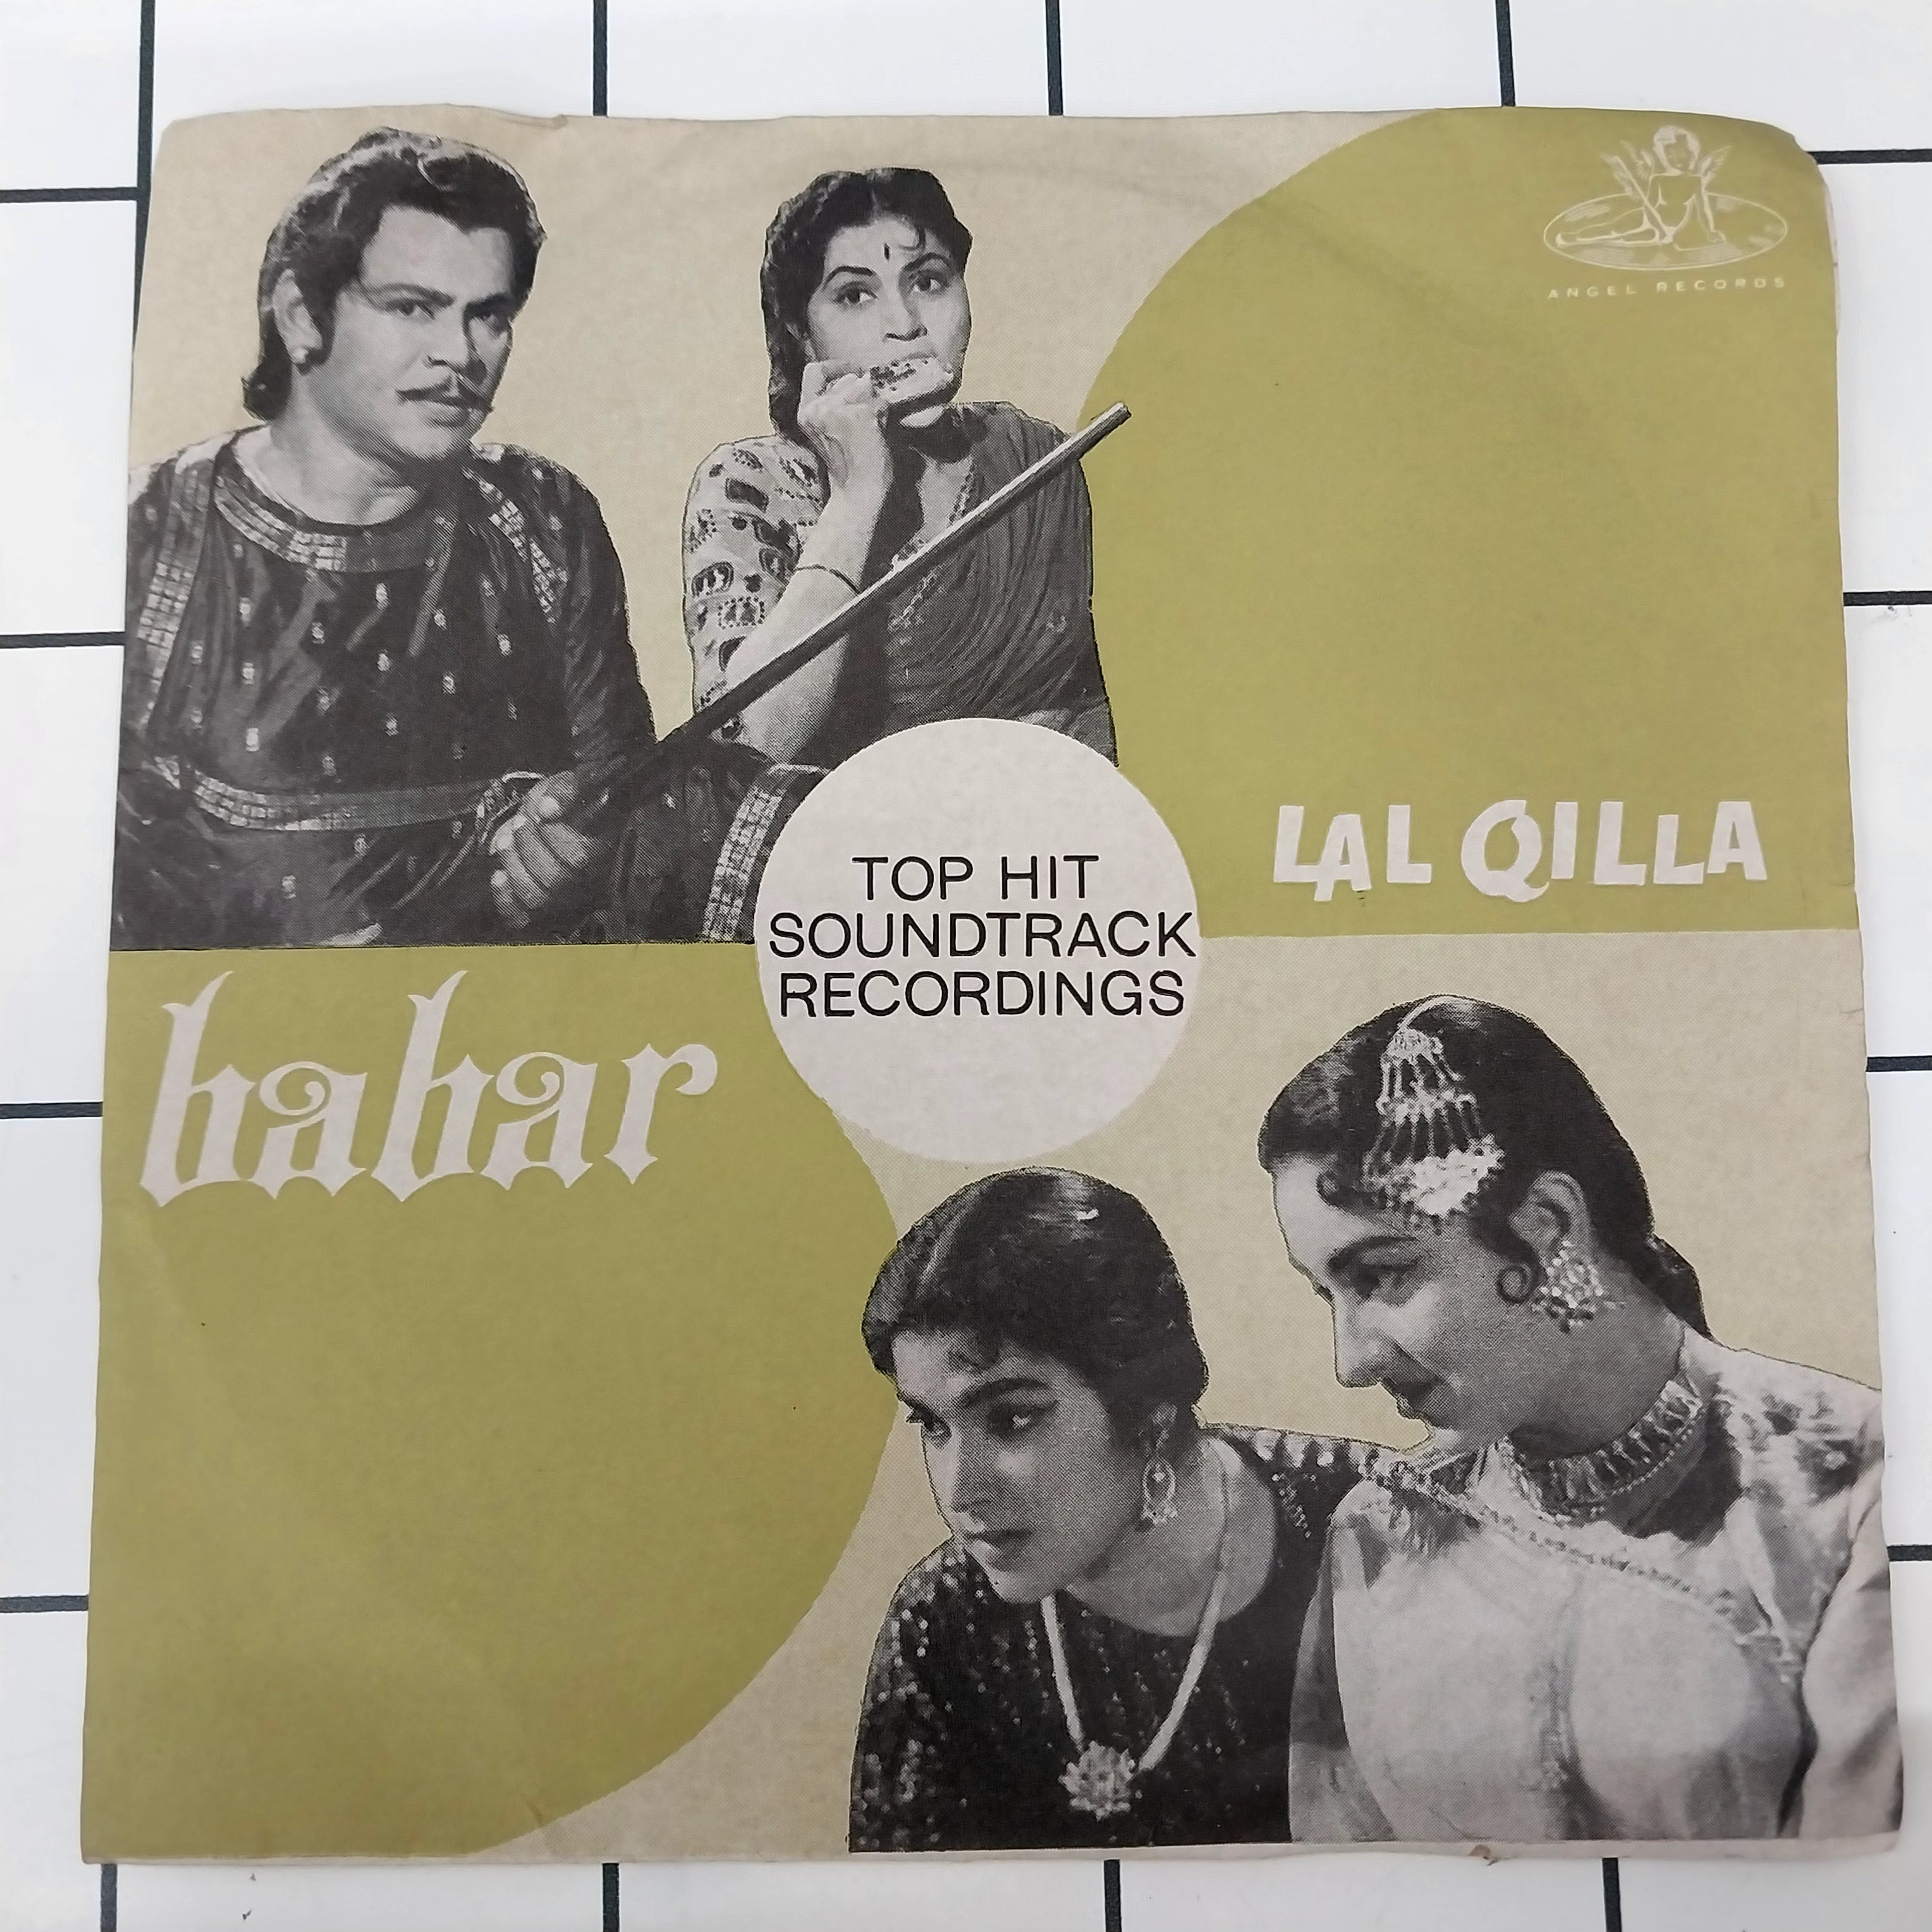 ANGEL RECORDS
LAL QILLA
TOP HIT
SOUNDTRACK
RECORDINGS
babar